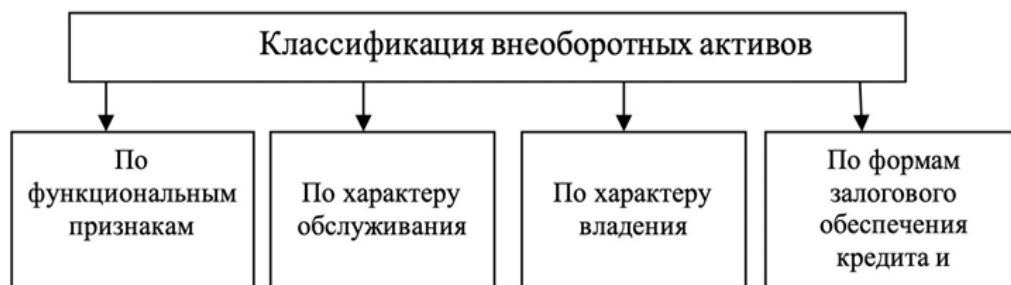 Классификация внеоборотных активов
По
функциональным
признакам
По характеру
обслуживания
По характеру
владения
По формам
залогового
обеспечения
кредита и